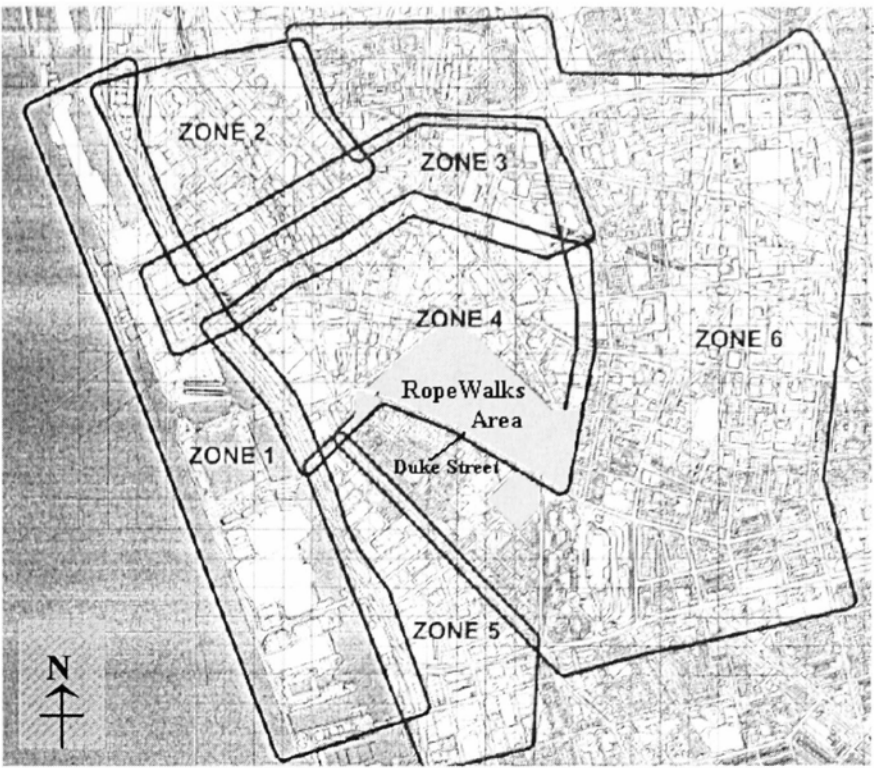 ZONE 2
ZONE 3
ZONE 4
ZONE 6
RopeWalks
Area
ZONE 1
Duke Street
ZONE 5
N